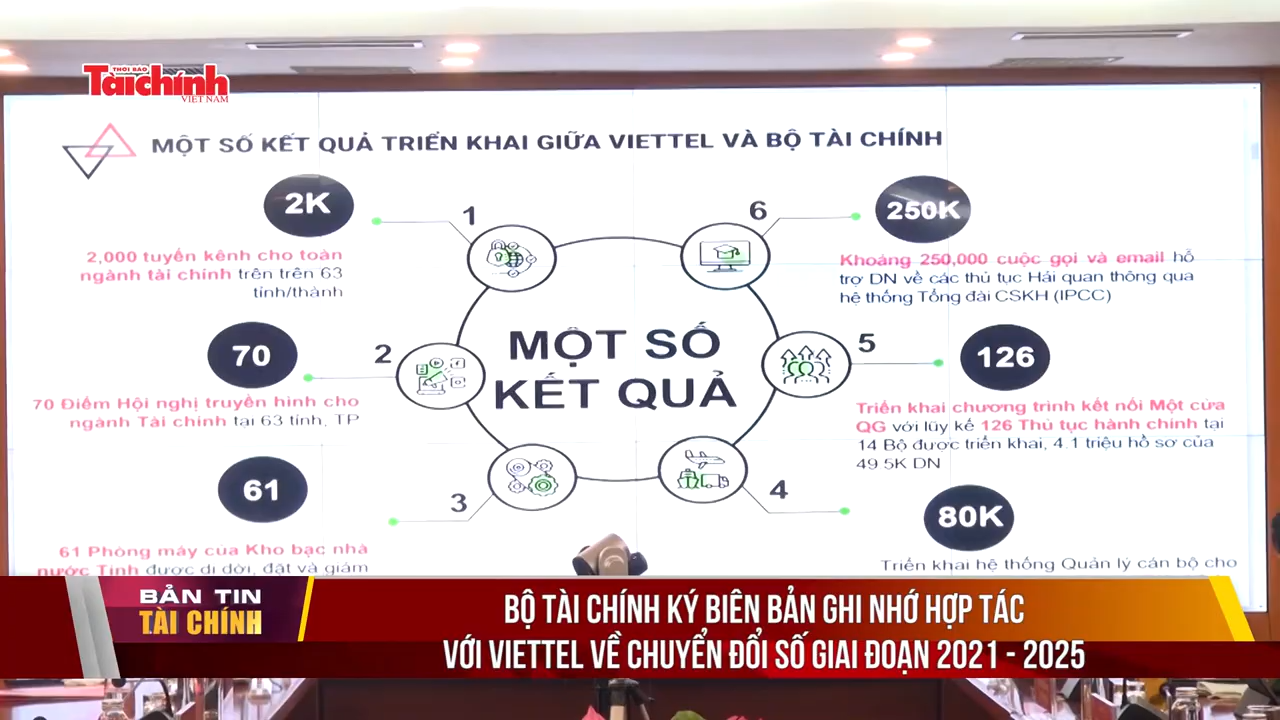 THỜI BÁO
Tàichính
VIỆT NAM
MỘT SỐ KẾT QUẢ TRIỂN KHAI GIỮA VIETTEL VÀ BỘ TÀI CHÍNH
2K
1
2,000 tuyến kênh cho toàn
ngành tài chính trên trên 63
tỉnh/thành
70
2
70 Điểm Hội nghị truyền hình cho
ngành Tài chính tại 63 tỉnh, TP
61
3
61 Phòng máy của Kho bạc nhà
nước Tỉnh được di dời, đặt và giám
MỘT SỐ
KẾT QUẢ
6
250K
Khoảng 250,000 cuộc gọi và email hỗ
trợ DN về các thủ tục Hải quan thông qua
hệ thống Tổng đài CSKH (IPCC)
5
126
Triển khai chương trình kết nối Một cửa
QG với lũy kế 126 Thủ tục hành chính tại
14 Bộ được triển khai, 4.1 triệu hồ sơ của
49.5K DN
4
80K
Triển khai hệ thống Quản lý cán bộ cho
BẢN TIN
TÀI CHÍNH
BỘ TÀI CHÍNH KÝ BIÊN BẢN GHI NHỚ HỢP TÁC
VỚI VIETTEL VỀ CHUYỂN ĐỔI SỐ GIAI ĐOẠN 2021 - 2025